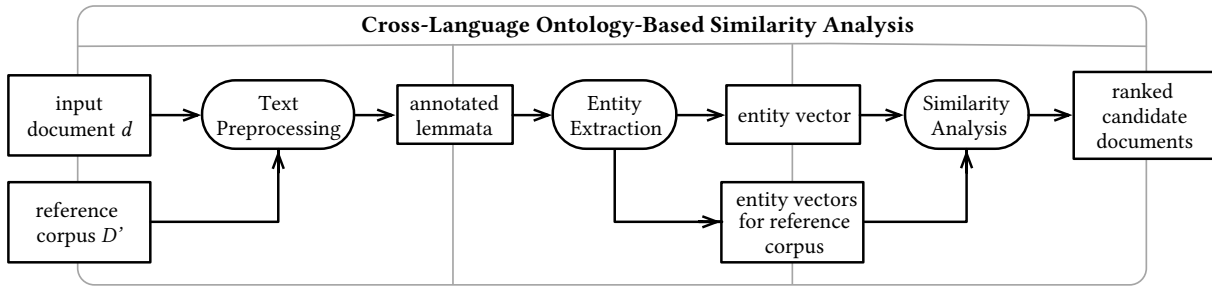 Cross-Language Ontology-Based Similarity Analysis
input
document d
Text
Preprocessing
annotated
lemmata
Entity
Extraction
entity vector
Similarity
Analysis
ranked
candidate
documents
reference
corpus D’
entity vectors
for reference
corpus